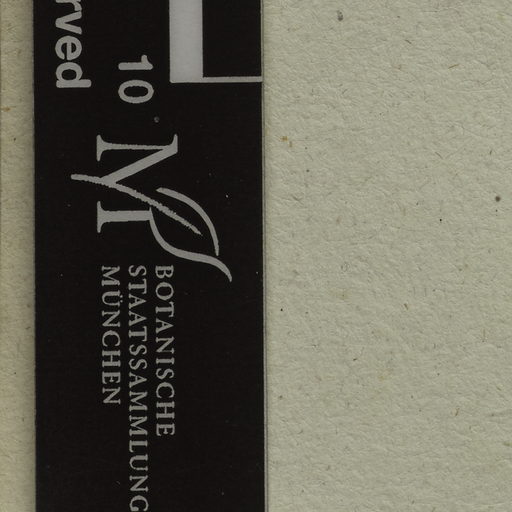 rved
10
BOTANISCHE
STAATSSAMMLUNG
MÜNCHEN